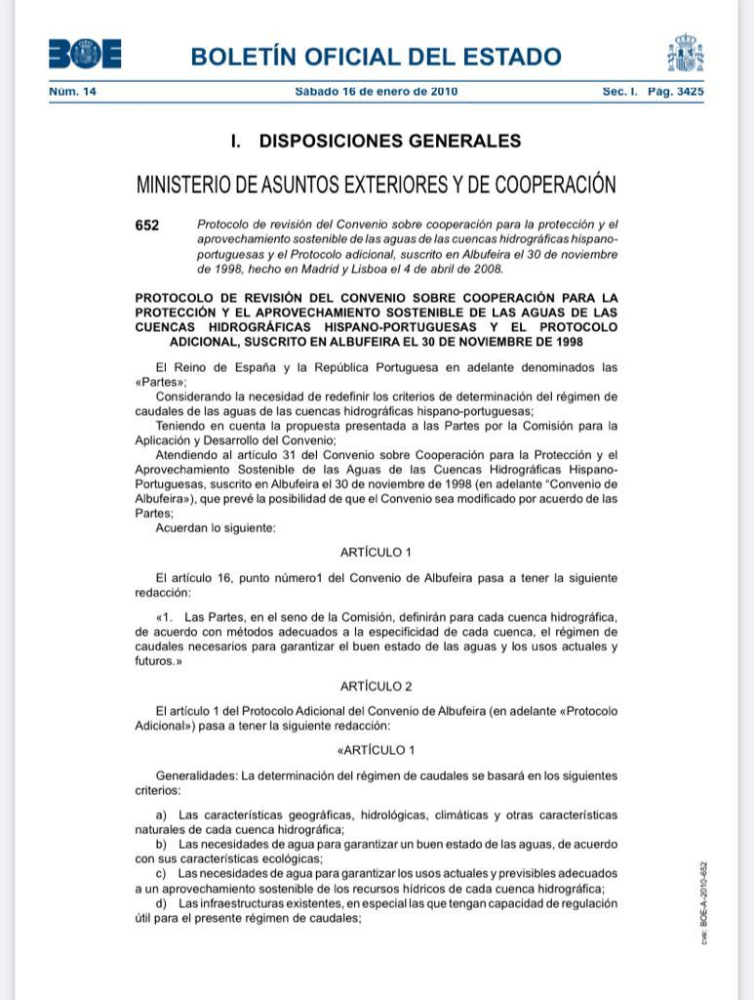 BOE
BOLETÍN OFICIAL DEL ESTADO
Núm. 14
Sábado 16 de enero de 2010
Sec. I. Pág. 3425
I. DISPOSICIONES GENERALES
MINISTERIO DE ASUNTOS EXTERIORES Y DE COOPERACIÓN
652 Protocolo de revisión del Convenio sobre cooperación para la protección y el
aprovechamiento sostenible de las aguas de las cuencas hidrográficas hispano-
portuguesas y el Protocolo adicional, suscrito en Albufeira el 30 de noviembre
de 1998, hecho en Madrid y Lisboa el 4 de abril de 2008.
PROTOCOLO DE REVISIÓN DEL CONVENIO SOBRE COOPERACIÓN PARA LA
PROTECCIÓN Y EL APROVECHAMIENTO SOSTENIBLE DE LAS AGUAS DE LAS
CUENCAS HIDROGRÁFICAS HISPANO-PORTUGUESAS Y EL PROTOCOLO
ADICIONAL, SUSCRITO EN ALBUFEIRA EL 30 DE NOVIEMBRE DE 1998
El Reino de España y la República Portuguesa en adelante denominados las
«Partes»;
Considerando la necesidad de redefinir los criterios de determinación del régimen de
caudales de las aguas de las cuencas hidrográficas hispano-portuguesas;
Teniendo en cuenta la propuesta presentada a las Partes por la Comisión para la
Aplicación y Desarrollo del Convenio;
Atendiendo al artículo 31 del Convenio sobre Cooperación para la Protección y el
Aprovechamiento Sostenible de las Aguas de las Cuencas Hidrográficas Hispano-
Portuguesas, suscrito en Albufeira el 30 de noviembre de 1998 (en adelante "Convenio de
Albufeira»), que prevé la posibilidad de que el Convenio sea modificado por acuerdo de las
Partes;
Acuerdan lo siguiente:
ARTÍCULO 1
El artículo 16, punto número1 del Convenio de Albufeira pasa a tener la siguiente
redacción:
«1. Las Partes, en el seno de la Comisión, definirán para cada cuenca hidrográfica,
de acuerdo con métodos adecuados a la especificidad de cada cuenca, el régimen de
caudales necesarios para garantizar el buen estado de las aguas y los usos actuales y
futuros.»
ARTÍCULO 2
El artículo 1 del Protocolo Adicional del Convenio de Albufeira (en adelante «Protocolo
Adicional») pasa a tener la siguiente redacción:
«ARTÍCULO 1
Generalidades: La determinación del régimen de caudales se basará en los siguientes
criterios:
a) Las características geográficas, hidrológicas, climáticas y otras características
naturales de cada cuenca hidrográfica;
b) Las necesidades de agua para garantizar un buen estado de las aguas, de acuerdo
con sus características ecológicas;
c) Las necesidades de agua para garantizar los usos actuales y previsibles adecuados
a un aprovechamiento sostenible de los recursos hídricos de cada cuenca hidrográfica;
d) Las infraestructuras existentes, en especial las que tengan capacidad de regulación
útil para el presente régimen de caudales;
cve: BOE-A-2010-652